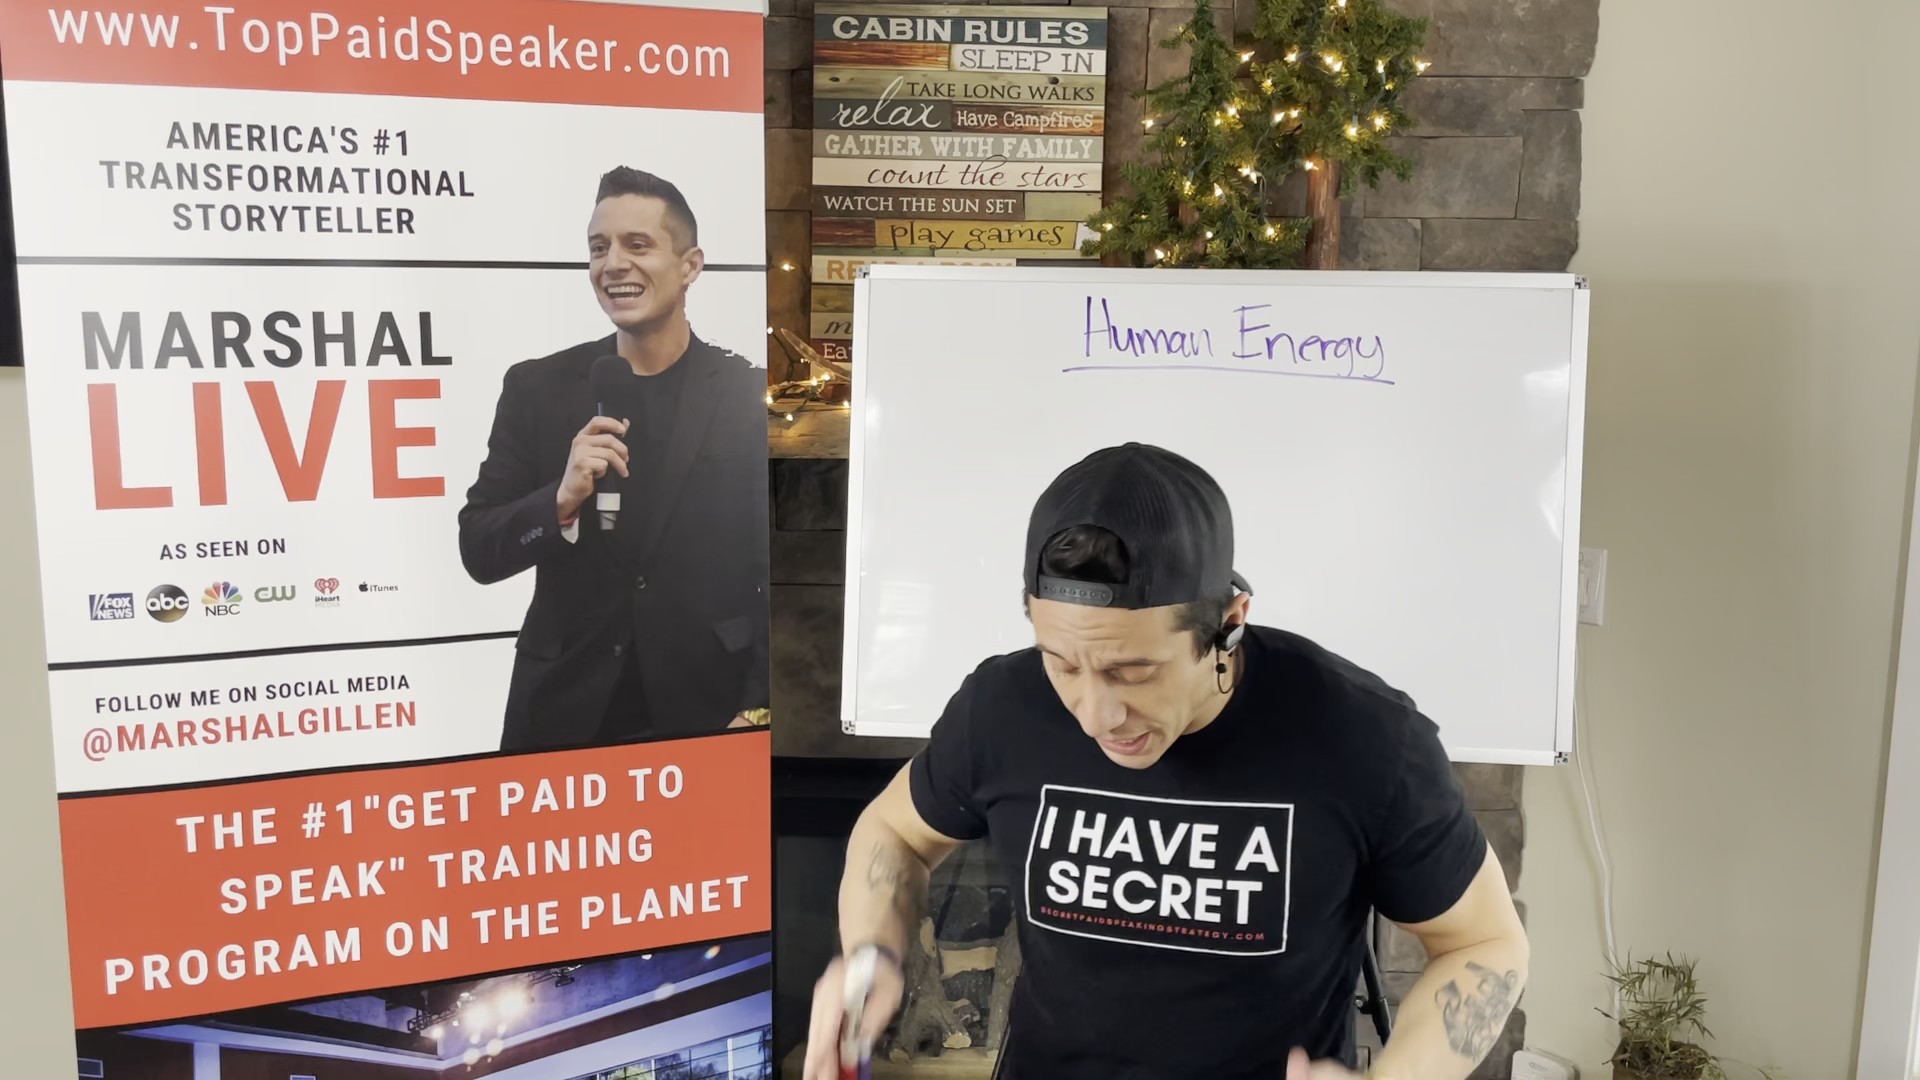 www.TopPaidSpeaker.com
AMERICA'S #1
TRANSFORMATIONAL
STORYTELLER
MARSHAL
LIVE
AS SEEN ON
FOX
NEWS
abc
NBC
CW
iHeart
iTunes
FOLLOW ME ON SOCIAL MEDIA
@MARSHALGILLEN
THE #1"GET PAID TO
SPEAK" TRAINING
PROGRAM ON THE PLANET
CABIN RULES
SLEEP IN
TAKE LONG WALKS
relax Have Campfires
GATHER WITH FAMILY
count the stars
WATCH THE SUN SET
play games
Human Energy
I HAVE A
SECRET
SECRETPAIDSPEAKINGSTRATEGY.COM